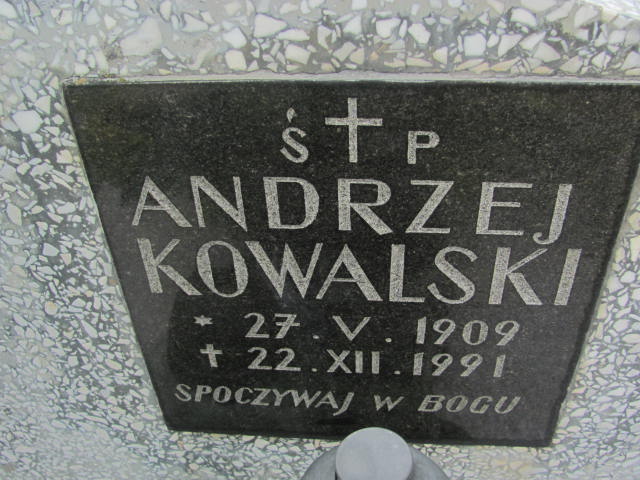 Ś † P
ANDRZEJ
KOWALSKI
* 27. V. 1909
† 22. XII. 1991
SPOCZYWAJ W BOGU